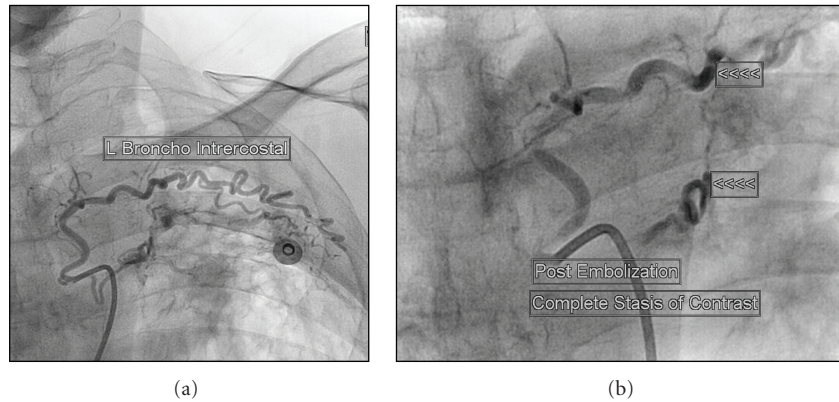 L Broncho Intrercostal
<<<<
<<<<
Post Embolization
Complete Stasis of Contrast
(a)
(b)